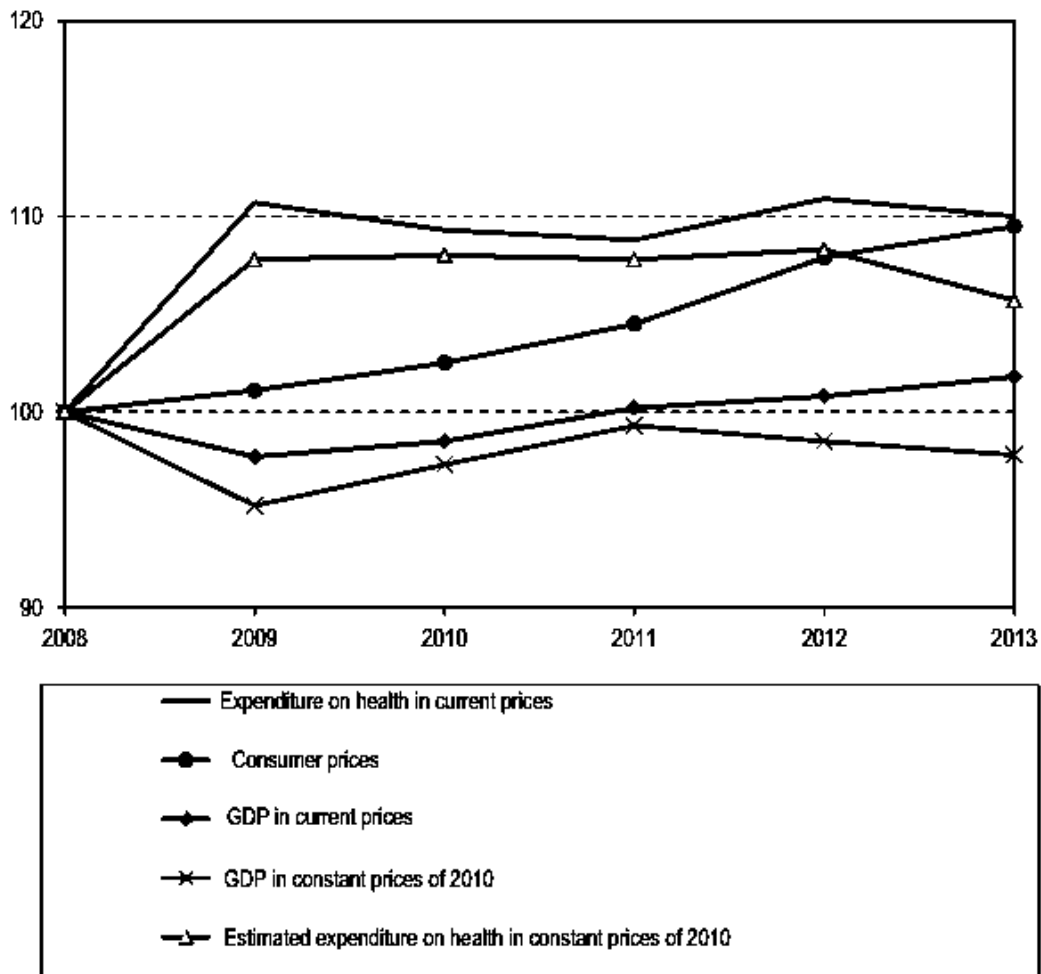 120
110
100
90
2008 2009 2010 2011 2012 2013
Expenditure on health in current prices
Consumer prices
GDP in current prices
GDP in constant prices of 2010
Estimated expenditure on health in constant prices of 2010